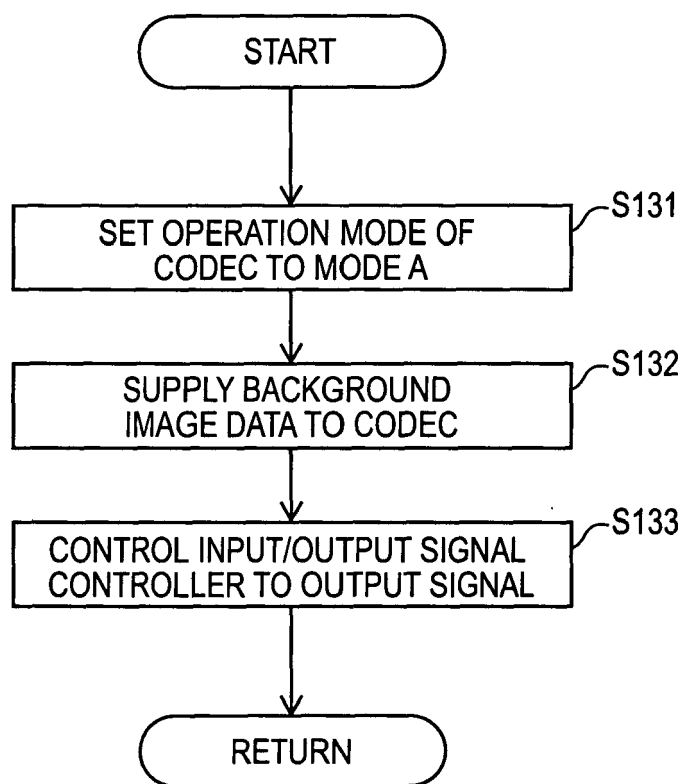 START
S131
SET OPERATION MODE OF
CODEC TO MODE A
S132
SUPPLY BACKGROUND
IMAGE DATA TO CODEC
S133
CONTROL INPUT/OUTPUT SIGNAL
CONTROLLER TO OUTPUT SIGNAL
RETURN